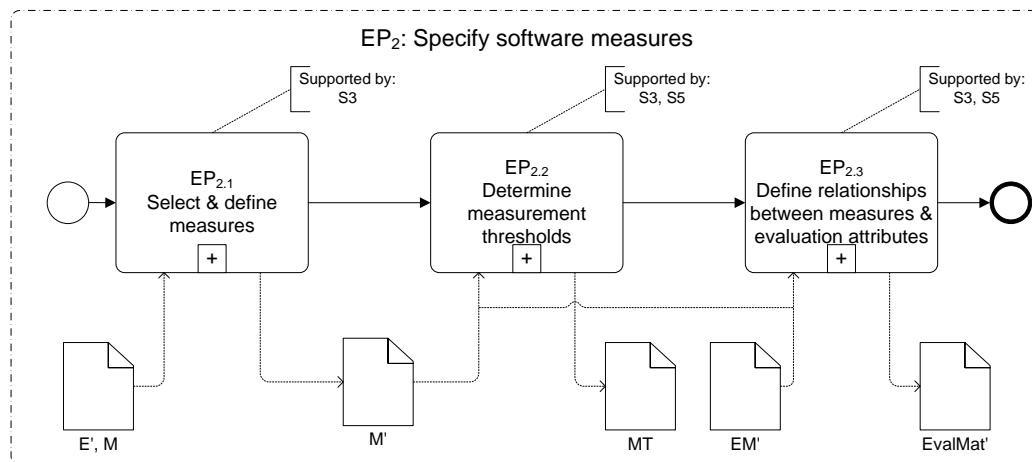 EP2: Specify software measures
Supported by:
S3
Supported by:
S3, S5
Supported by:
S3, S5
EP2.1
Select & define
measures
+
EP2.2
Determine
measurement
thresholds
+
EP2.3
Define relationships
between measures &
evaluation attributes
+
E', M
M'
MT
EM'
EvalMat'